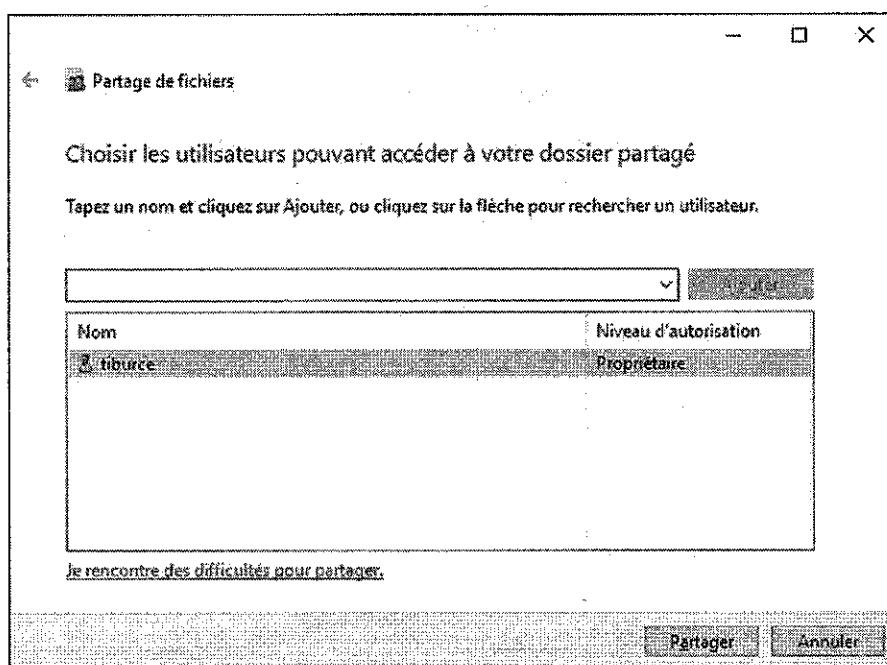 Partage de fichiers
Choisir les utilisateurs pouvant accéder à votre dossier partagé
Tapez un nom et cliquez sur Ajouter, ou cliquez sur la flèche pour rechercher un utilisateur.
Ajouter
Nom Niveau d'autorisation
tiburce Propriétaire
Je rencontre des difficultés pour partager.
Partager Annuler